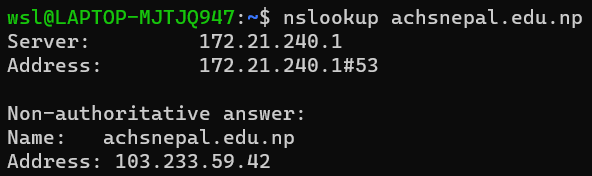 wsl@LAPTOP-MJTJQ947:~$ nslookup achsnepal.edu.np
Server:         172.21.240.1
Address:        172.21.240.1#53

Non-authoritative answer:
Name:   achsnepal.edu.np
Address: 103.233.59.42